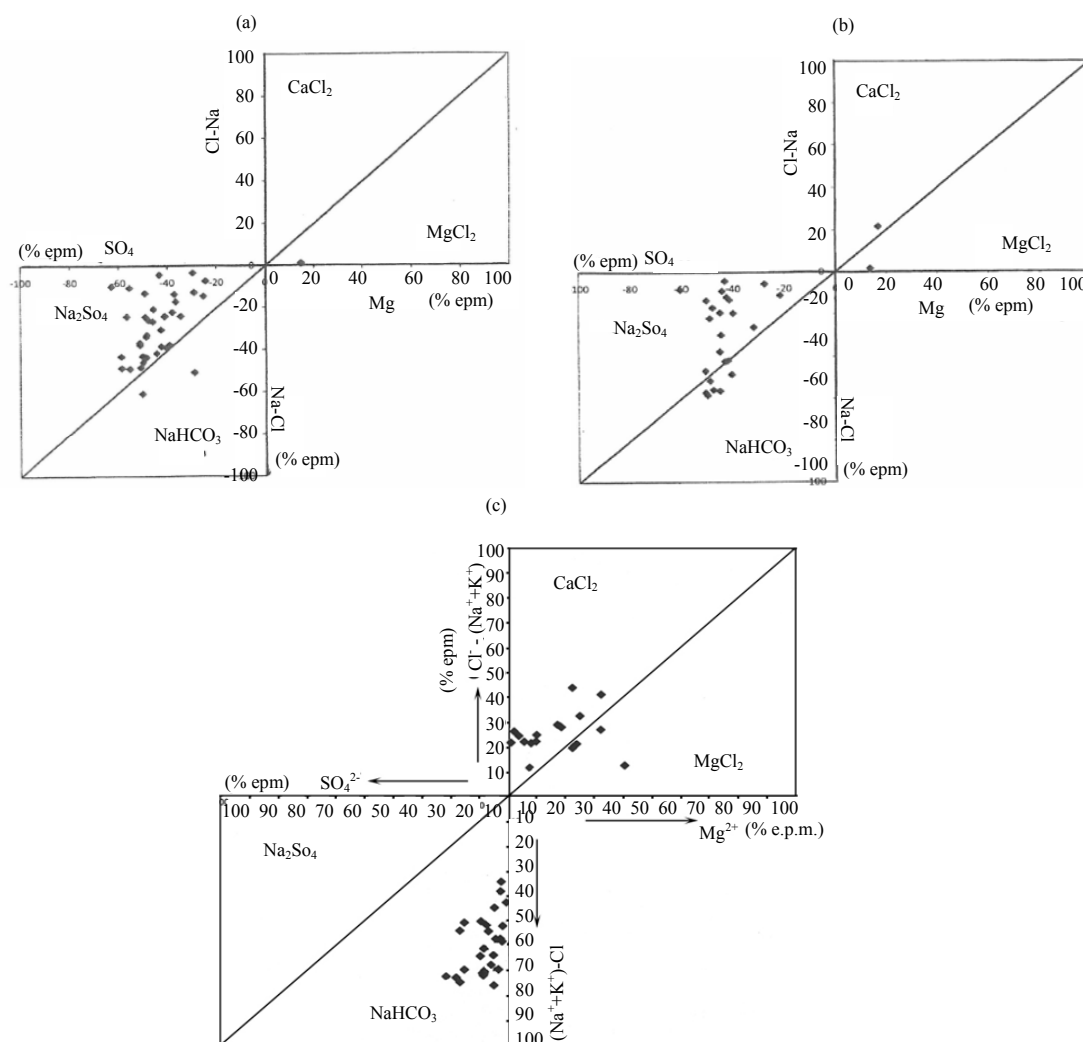 (a)
100
80
60
40
20
0
CaCl₂
Cl-Na
MgCl₂
(% epm)
SO₄
-100
-80
-60
-40
-20
0
20
40
60
80
100
Mg
(% epm)
Na₂So₄
-20
-40
-60
-80
-100
Na-Cl
NaHCO₃
(% epm)
(b)
100
80
60
40
20
0
CaCl₂
Cl-Na
MgCl₂
(% epm)
SO₄
-100
-80
-60
-40
-20
0
20
40
60
80
100
Mg
(% epm)
Na₂So₄
-20
-40
-60
-80
-100
Na-Cl
NaHCO₃
(% epm)
(c)
100
90
80
70
60
50
40
30
20
10
CaCl₂
Cl⁻ - (Na⁺+K⁺)
(% epm)
MgCl₂
(% epm)
SO₄²⁻
100 90 80 70 60 50 40 30 20 10
10 20 30 40 50 60 70 80 90 100
Mg²⁺ (% e.p.m.)
Na₂So₄
10
20
30
40
50
60
70
80
90
100
(Na⁺+K⁺)-Cl
NaHCO₃